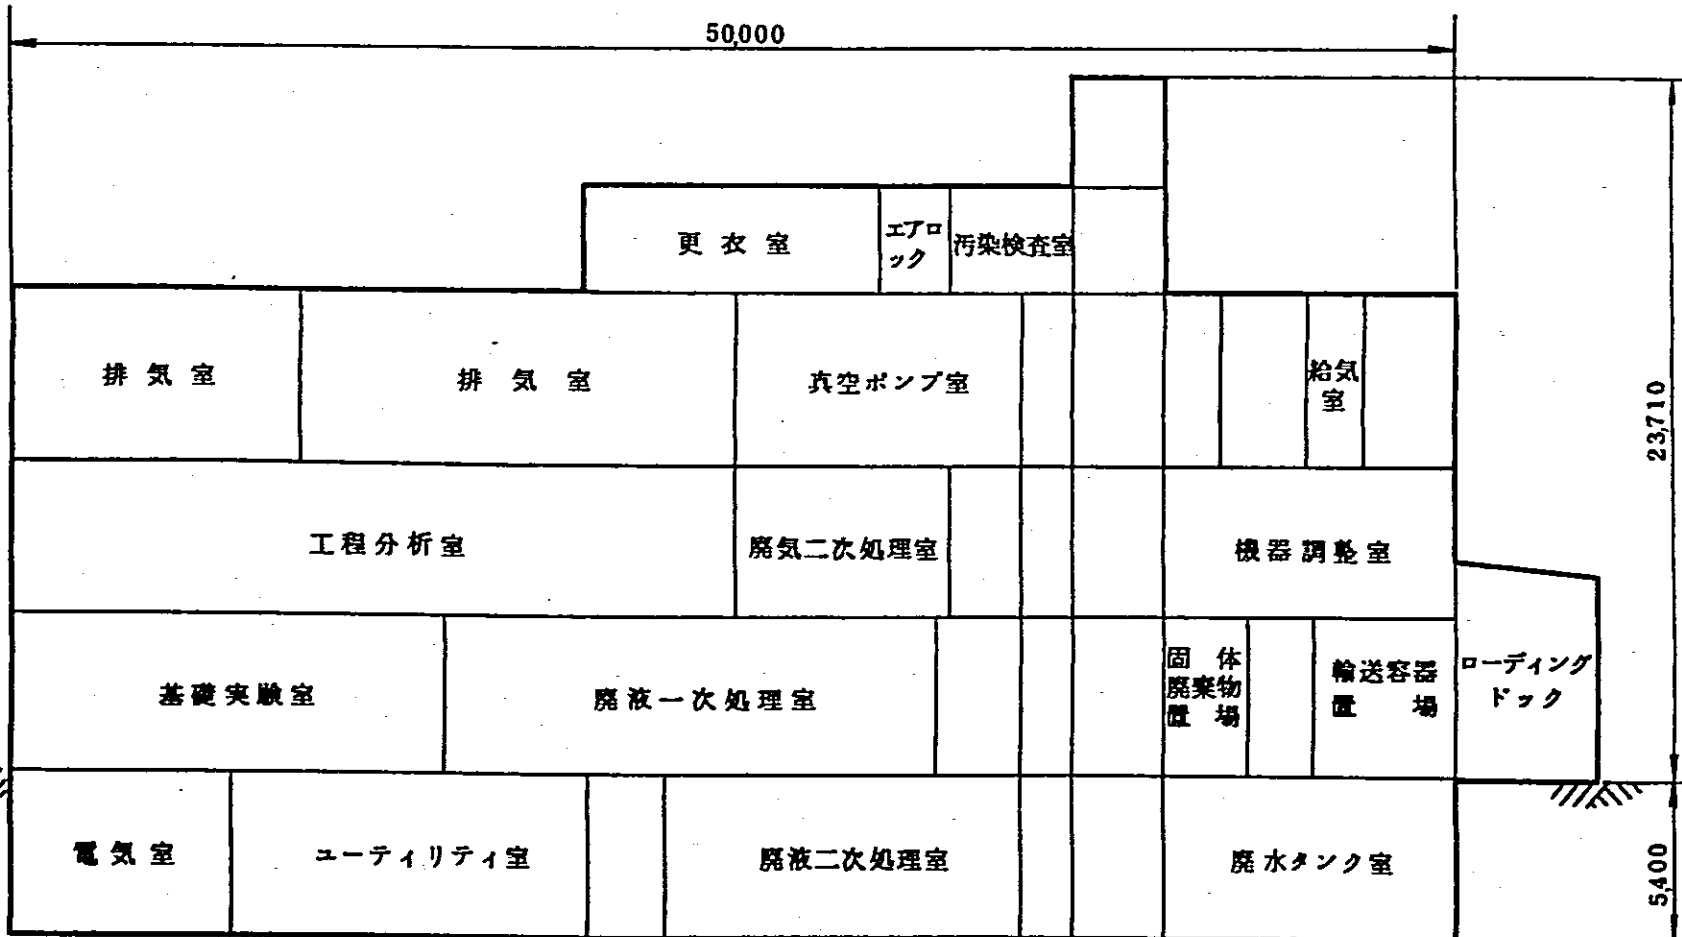 50,000
更衣室
エアロ
ック
汚染検査室
排気室
排気室
真空ポンプ室
給気
室
23,710
工程分析室
廃気二次処理室
機器調整室
基礎実験室
廃液一次処理室
固体
廃棄物
置場
輸送容器
置場
ローディング
ドック
電気室
ユーティリティ室
廃液二次処理室
廃水タンク室
5,400